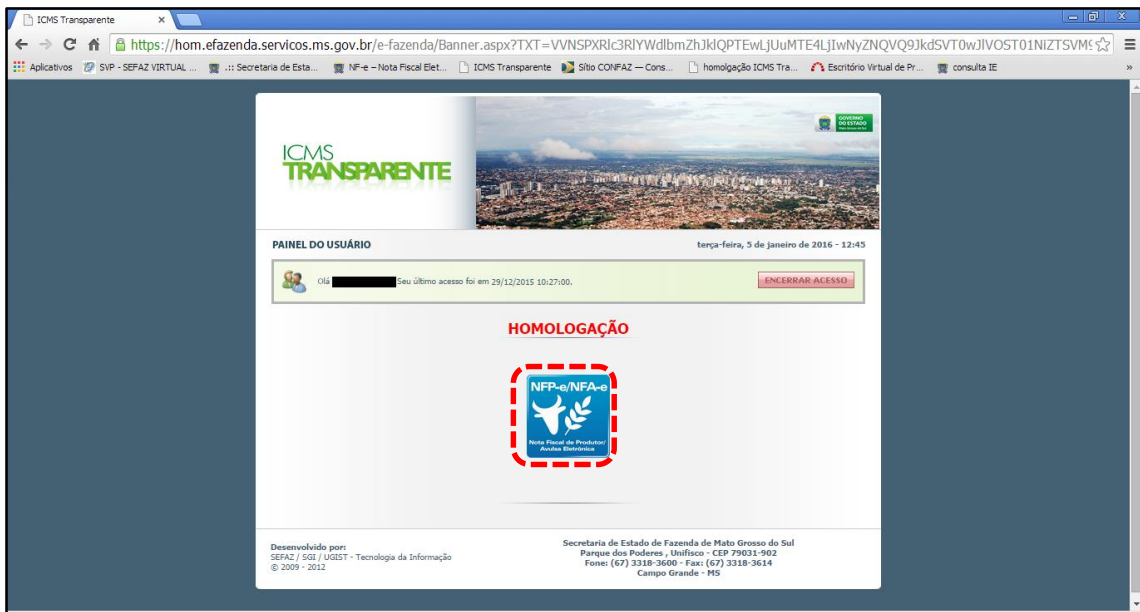 ICMS Transparente
https://hom.efazenda.servicos.ms.gov.br/e-fazenda/Banner.aspx?TXT=
Aplicativos SVP - SEFAZ VIRTUAL ... .::: Secretaria de Esta... NF-e – Nota Fiscal Elet... ICMS Transparente Sítio CONFAZ — Cons... homolgação ICMS Tra... Escritório Virtual de Pr... consulta IE »
GOVERNO
DO ESTADO
ICMS
TRANSPARENTE
PAINEL DO USUÁRIO terça-feira, 5 de janeiro de 2016 - 12:45
Olá Seu último acesso foi em 29/12/2015 10:27:00. ENCERRAR ACESSO
HOMOLOGAÇÃO
NFP-e/NFA-e
Nota Fiscal de Produtor/
Avulsa Eletrônica
Desenvolvido por:
SEFAZ / SGI / UGIST - Tecnologia da Informação
© 2009 - 2012
Secretaria de Estado de Fazenda de Mato Grosso do Sul
Parque dos Poderes , Unifisco - CEP 79031-902
Fone: (67) 3318-3600 - Fax: (67) 3318-3614
Campo Grande - MS